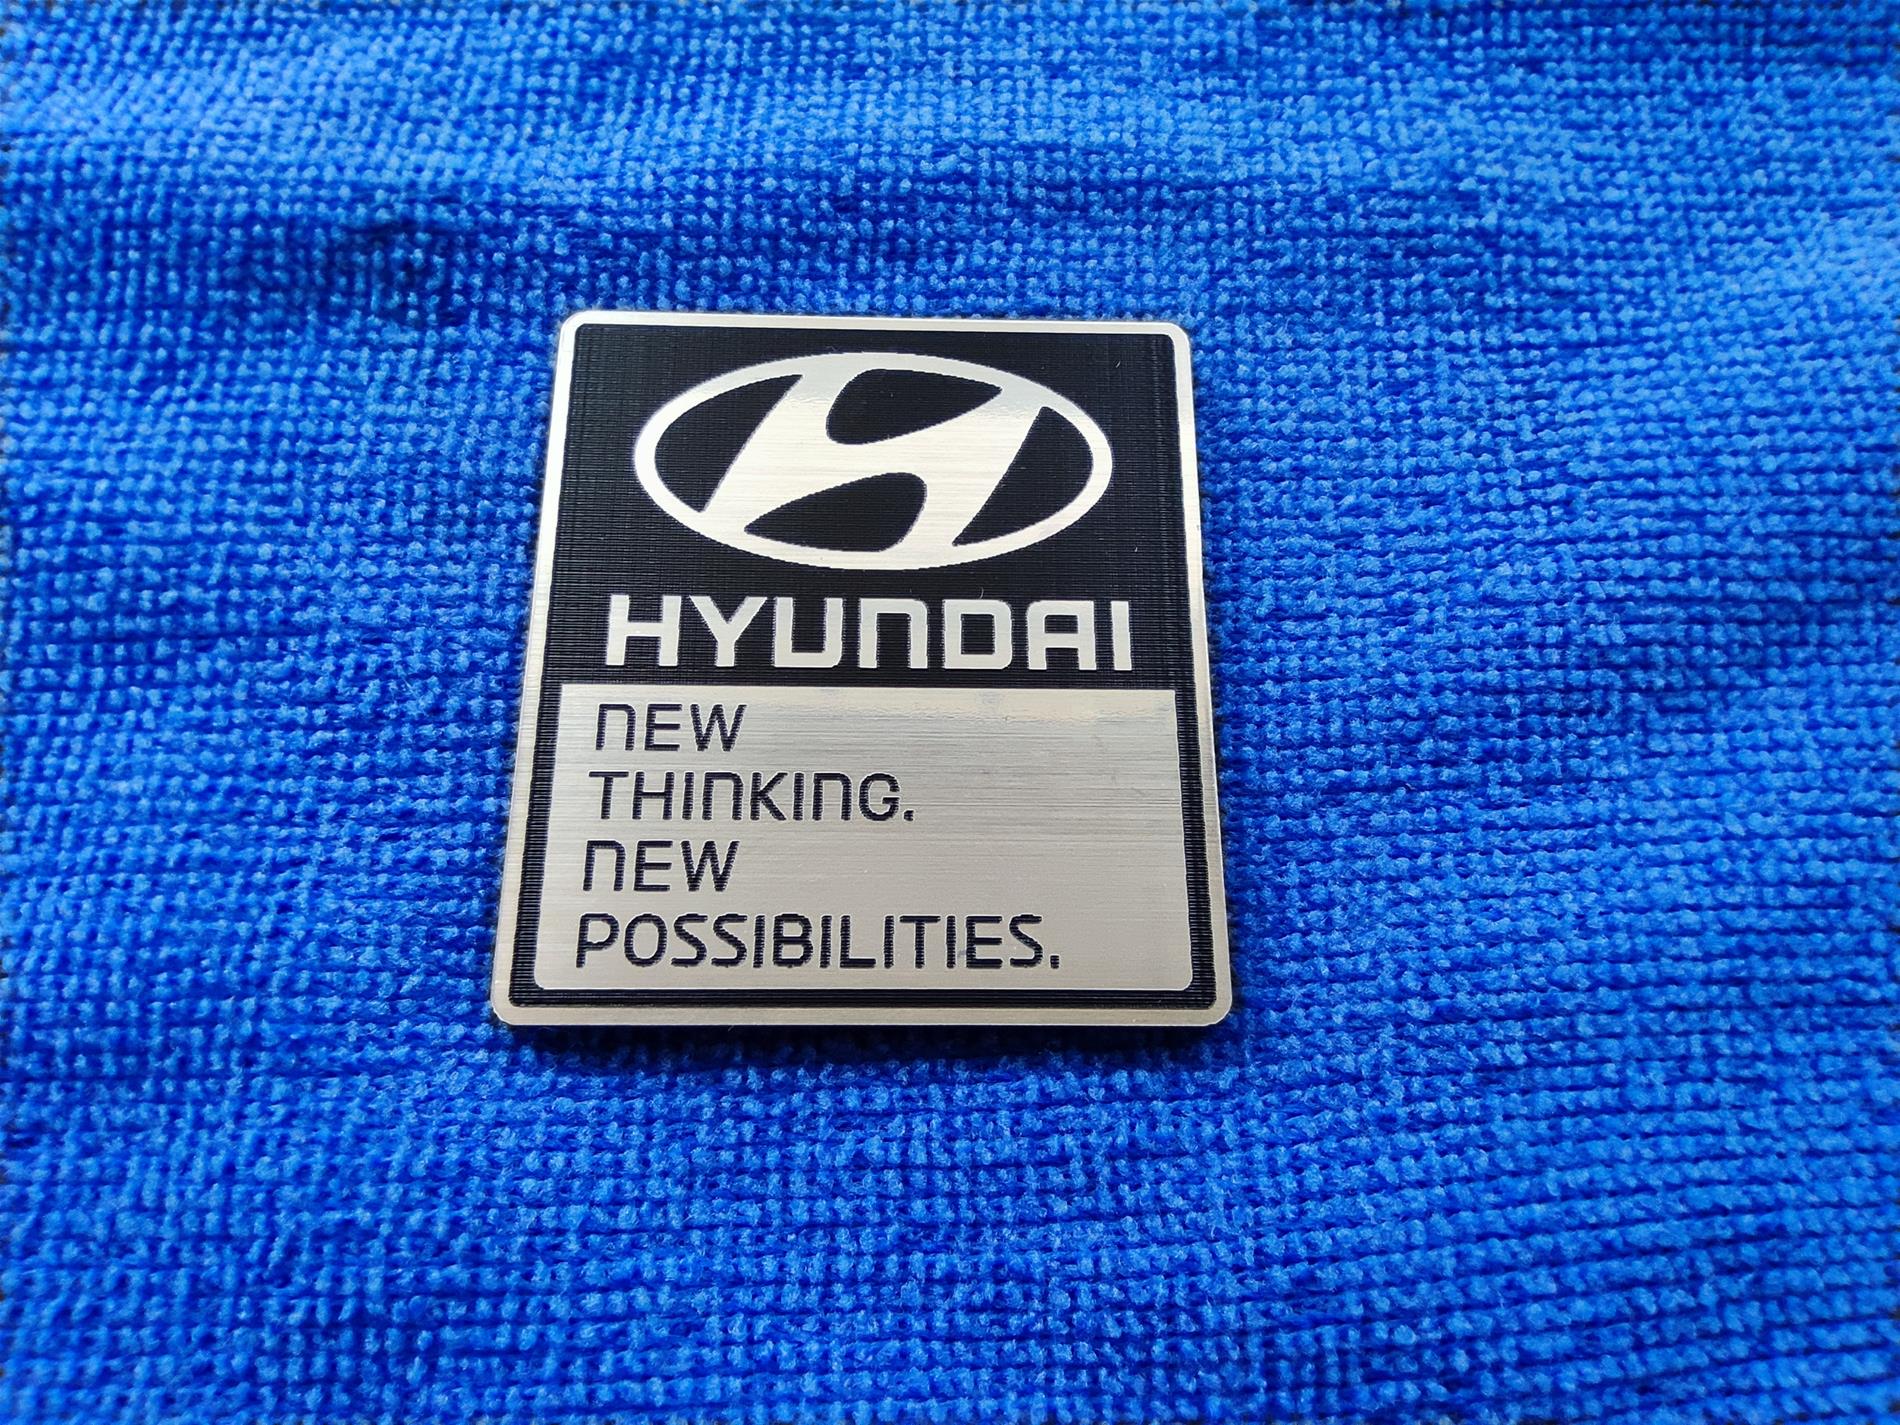 HYUNDAI
NEW
THINKING.
NEW
POSSIBILITIES.